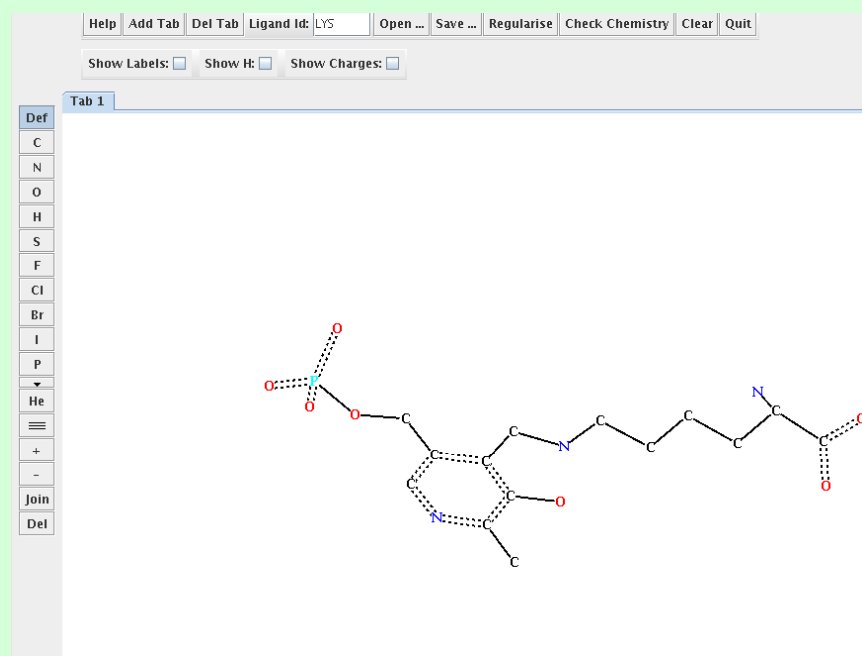 Help Add Tab Del Tab Ligand Id: LYS Open ... Save ... Regularise Check Chemistry Clear Quit
Show Labels: Show H: Show Charges:
Tab 1
Def
C
N
O
H
S
F
Cl
Br
I
P
He
+
-
Join
Del
O
O P
O
O C
N
C
C C C
C
C
N
C
C
O
C
C
C
C
O
O
N
C
C